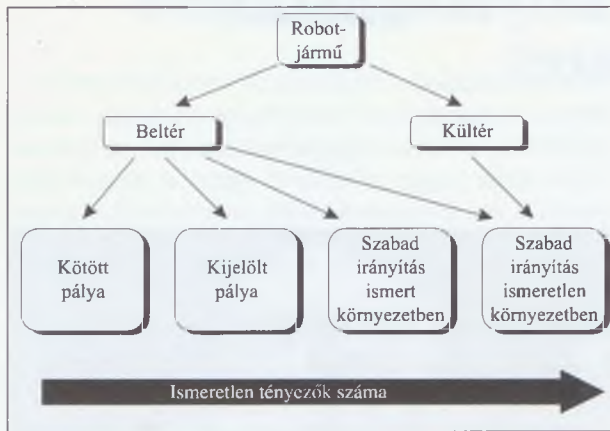 Robot-
jármű
Beltér
Kültér
Kötött
pálya
Kijelölt
pálya
Szabad
irányítás
ismert
környezetben
Szabad
irányítás
ismeretlen
környezetben
Ismeretlen tényezők száma